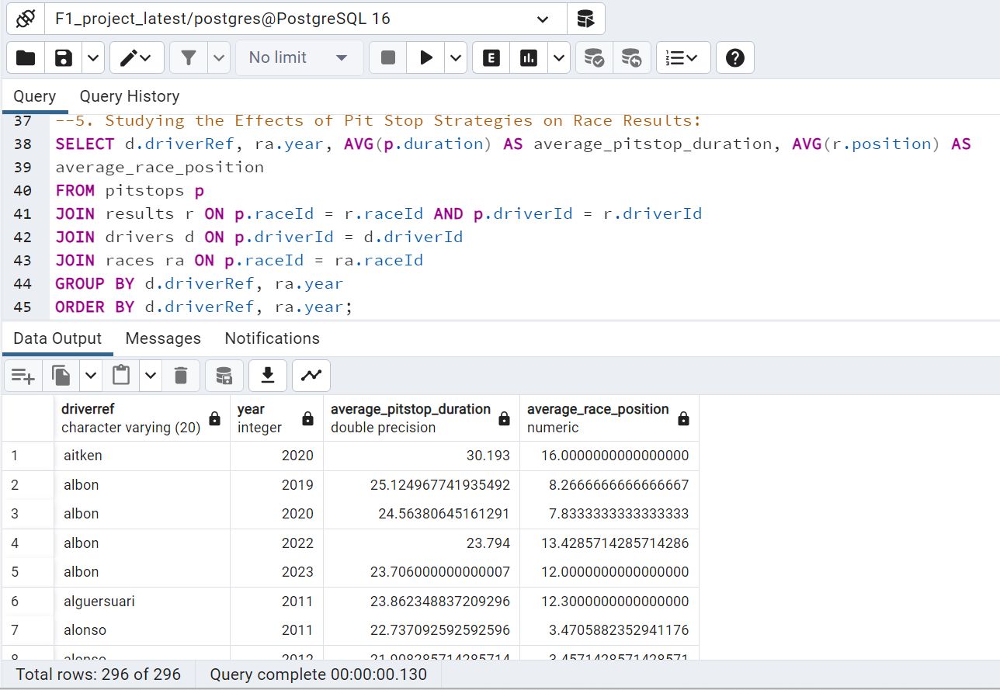 F1_project_latest/postgres@PostgreSQL 16
No limit
E
Query Query History
37 --5. Studying the Effects of Pit Stop Strategies on Race Results:
38 SELECT d.driverRef, ra.year, AVG(p.duration) AS average_pitstop_duration, AVG(r.position) AS
39 average_race_position
40 FROM pitstops p
41 JOIN results r ON p.raceId = r.raceId AND p.driverId = r.driverId
42 JOIN drivers d ON p.driverId = d.driverId
43 JOIN races ra ON p.raceId = ra.raceId
44 GROUP BY d.driverRef, ra.year
45 ORDER BY d.driverRef, ra.year;
Data Output Messages Notifications
driverref year average_pitstop_duration average_race_position
character varying (20) integer double precision numeric
1 aitken 2020 30.193 16.0000000000000000
2 albon 2019 25.124967741935492 8.2666666666666667
3 albon 2020 24.56380645161291 7.8333333333333333
4 albon 2022 23.794 13.4285714285714286
5 albon 2023 23.706000000000007 12.0000000000000000
6 alguersuari 2011 23.862348837209296 12.3000000000000000
7 alonso 2011 22.737092592592596 3.4705882352941176
8 alonso 2012 21.908285714285714 3.4571428571428571
Total rows: 296 of 296 Query complete 00:00:00.130